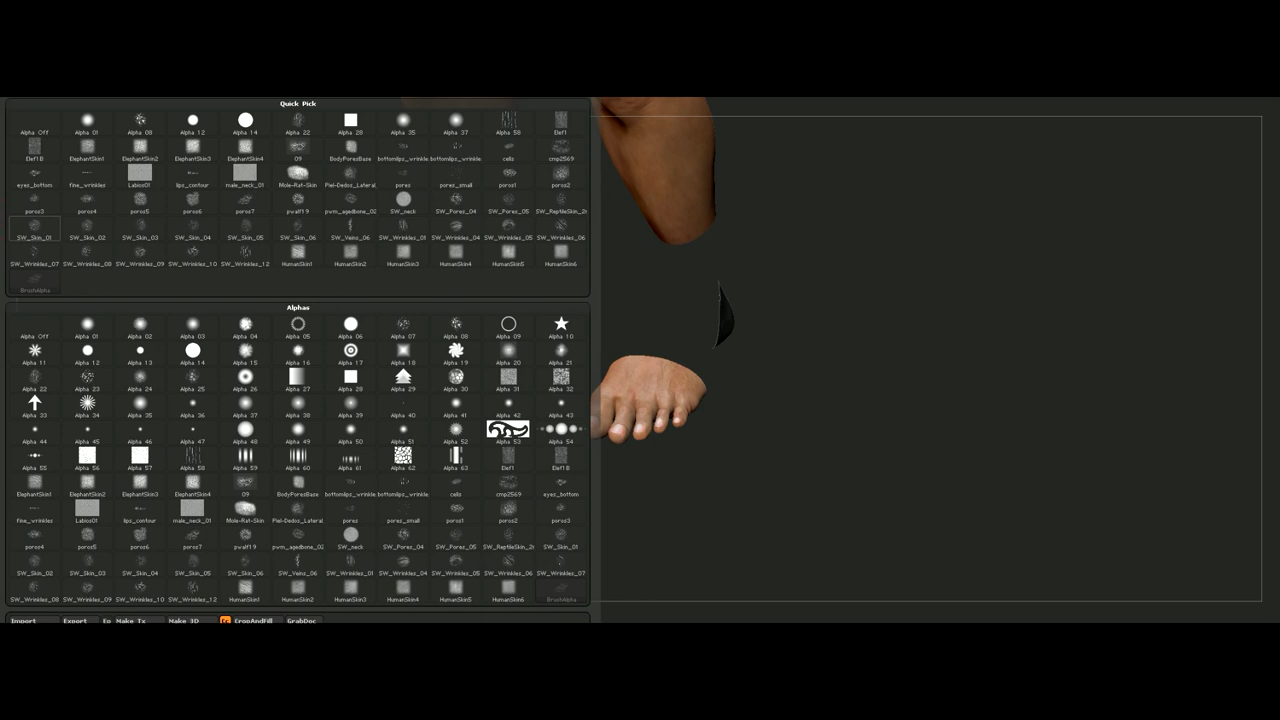 Quick Pick
Alpha Off Alpha 01 Alpha 08 Alpha 12 Alpha 14 Alpha 22 Alpha 28 Alpha 35 Alpha 37 Alpha 58 Elef1
Elef1 B ElephantSkin1 ElephantSkin2 ElephantSkin3 ElephantSkin4 09 BodyPoresBase bottomlips_wrinkle bottomlips_wrinkle cells cmp2569
eyes_bottom fine_wrinkles Labios01 lips_contour male_neck_01 Mole-Rat-Skin Piel-Dedos_Lateral pores pores_small poros1 poros2
poros3 poros4 poros5 poros6 poros7 pwalf19 pwm_agedbone_02 SW_neck SW_Pores_04 SW_Pores_05 SW_ReptileSkin_2
SW_Skin_01 SW_Skin_02 SW_Skin_03 SW_Skin_04 SW_Skin_05 SW_Skin_06 SW_Veins_06 SW_Wrinkles_01 SW_Wrinkles_04 SW_Wrinkles_05 SW_Wrinkles_06
SW_Wrinkles_07 SW_Wrinkles_08 SW_Wrinkles_09 SW_Wrinkles_10 SW_Wrinkles_12 HumanSkin1 HumanSkin2 HumanSkin3 HumanSkin4 HumanSkin5 HumanSkin6
BrushAlpha
Alphas
Alpha Off Alpha 01 Alpha 02 Alpha 03 Alpha 04 Alpha 05 Alpha 06 Alpha 07 Alpha 08 Alpha 09 Alpha 10
Alpha 11 Alpha 12 Alpha 13 Alpha 14 Alpha 15 Alpha 16 Alpha 17 Alpha 18 Alpha 19 Alpha 20 Alpha 21
Alpha 22 Alpha 23 Alpha 24 Alpha 25 Alpha 26 Alpha 27 Alpha 28 Alpha 29 Alpha 30 Alpha 31 Alpha 32
Alpha 33 Alpha 34 Alpha 35 Alpha 36 Alpha 37 Alpha 38 Alpha 39 Alpha 40 Alpha 41 Alpha 42 Alpha 43
Alpha 44 Alpha 45 Alpha 46 Alpha 47 Alpha 48 Alpha 49 Alpha 50 Alpha 51 Alpha 52 Alpha 53 Alpha 54
Alpha 55 Alpha 56 Alpha 57 Alpha 58 Alpha 59 Alpha 60 Alpha 61 Alpha 62 Alpha 63 Elef1 Elef1 B
ElephantSkin1 ElephantSkin2 ElephantSkin3 ElephantSkin4 09 BodyPoresBase bottomlips_wrinkle bottomlips_wrinkle cells cmp2569 eyes_bottom
fine_wrinkles Labios01 lips_contour male_neck_01 Mole-Rat-Skin Piel-Dedos_Lateral pores pores_small poros1 poros2 poros3
poros4 poros5 poros6 poros7 pwalf19 pwm_agedbone_02 SW_neck SW_Pores_04 SW_Pores_05 SW_ReptileSkin_2 SW_Skin_01
SW_Skin_02 SW_Skin_03 SW_Skin_04 SW_Skin_05 SW_Skin_06 SW_Veins_06 SW_Wrinkles_01 SW_Wrinkles_04 SW_Wrinkles_05 SW_Wrinkles_06 SW_Wrinkles_07
SW_Wrinkles_08 SW_Wrinkles_09 SW_Wrinkles_10 SW_Wrinkles_12 HumanSkin1 HumanSkin2 HumanSkin3 HumanSkin4 HumanSkin5 HumanSkin6 BrushAlpha
Import Export Ep Make Tx Make 3D Cc CropAndFill GrabDoc